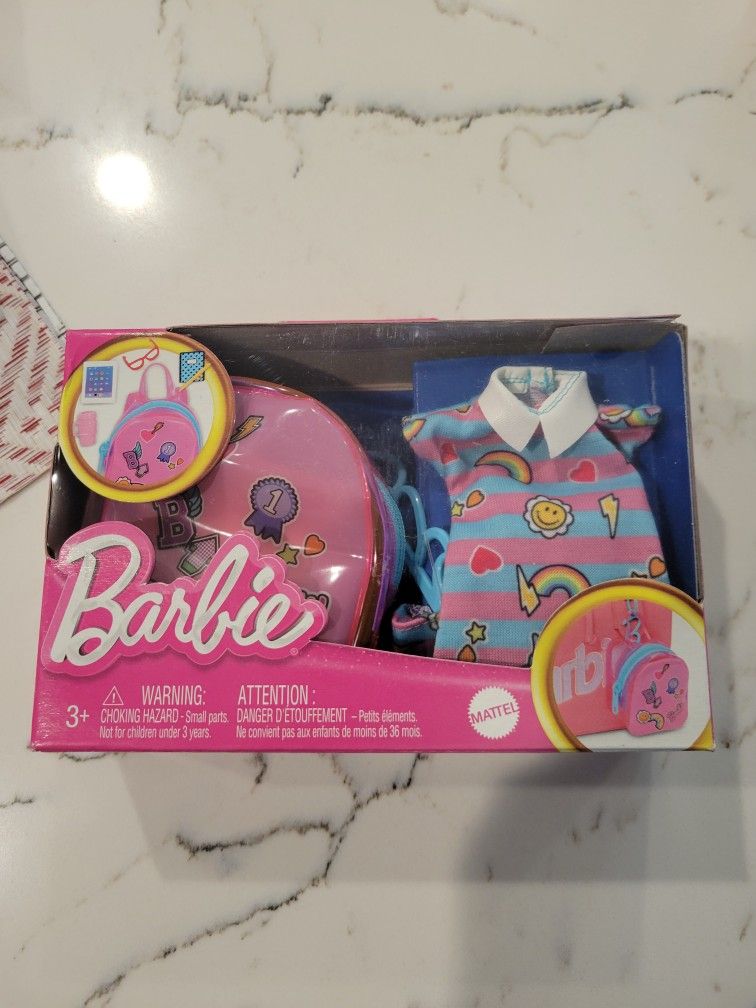 B
1
Barbie
®
3+
⚠ WARNING:
CHOKING HAZARD - Small parts.
Not for children under 3 years.
ATTENTION :
DANGER D'ÉTOUFFEMENT – Petits éléments.
Ne convient pas aux enfants de moins de 36 mois.
MATTEL
rbi